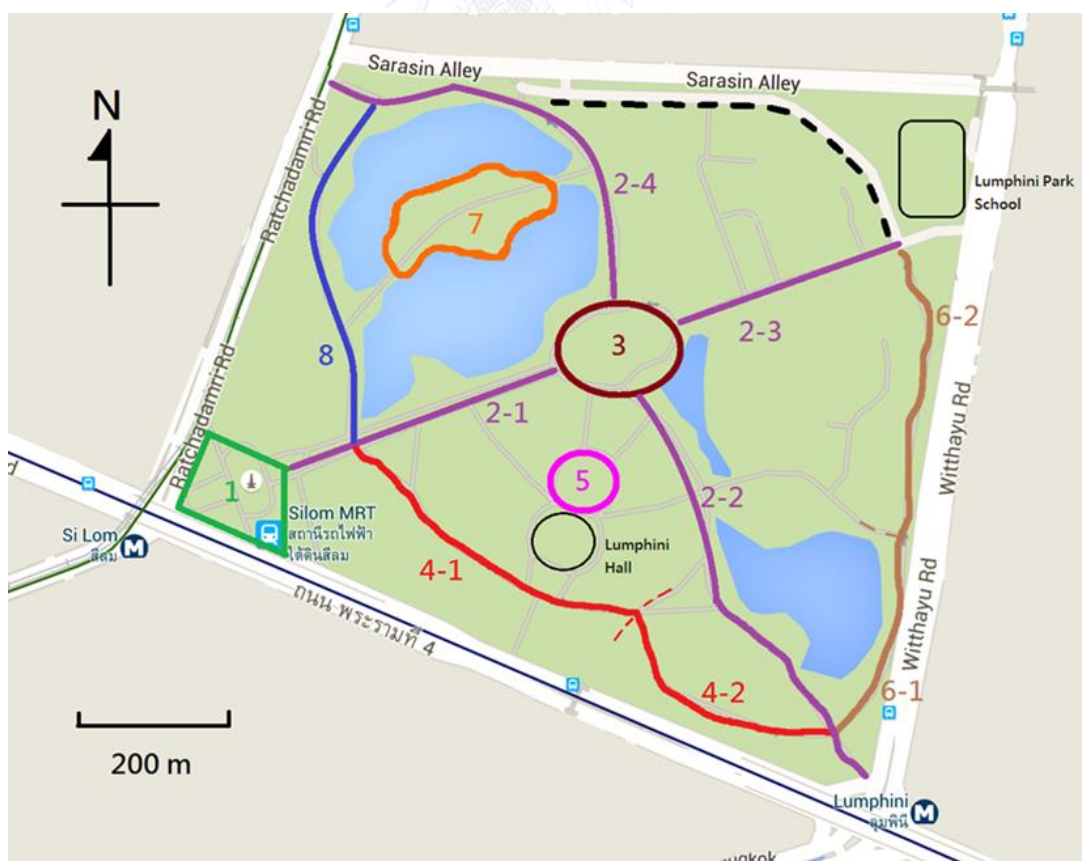 Sarasin Alley
Sarasin Alley
N
Ratchadamri Rd
2-4
Lumphini Park
School
7
3
2-3
6-2
8
2-1
Ratchadamri Rd
Witthayu Rd
1
5
2-2
Silom MRT
สถานีรถไฟฟ้า
ใต้ดินสีลม
Si Lom
สีลม
M
Lumphini
Hall
4-1
ถนน พระรามที่ 4
Witthayu Rd
4-2
6-1
200 m
Lumphini
ลุมพินี
M